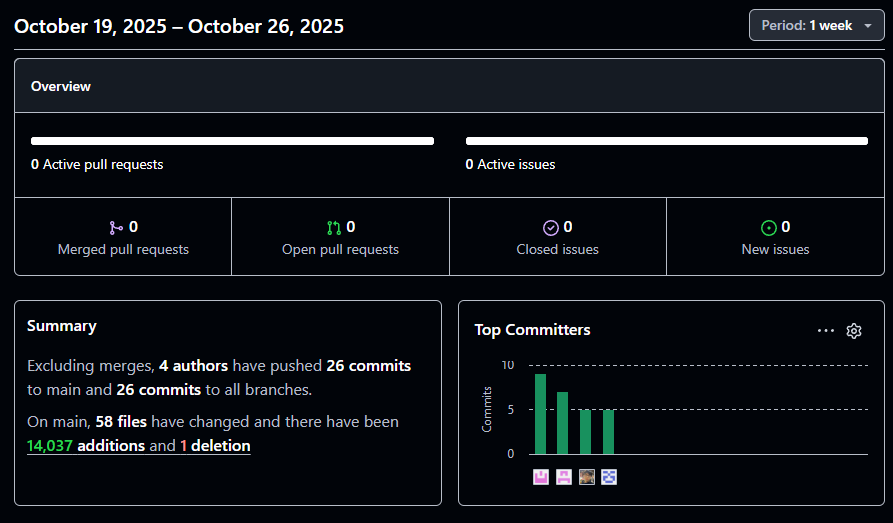 October 19, 2025 – October 26, 2025
Period: 1 week
Overview
0 Active pull requests
0 Active issues
0
Merged pull requests
0
Open pull requests
0
Closed issues
0
New issues
Summary
Excluding merges, 4 authors have pushed 26 commits
to main and 26 commits to all branches.
On main, 58 files have changed and there have been
14,037 additions and 1 deletion
Top Committers
Commits
10
5
0